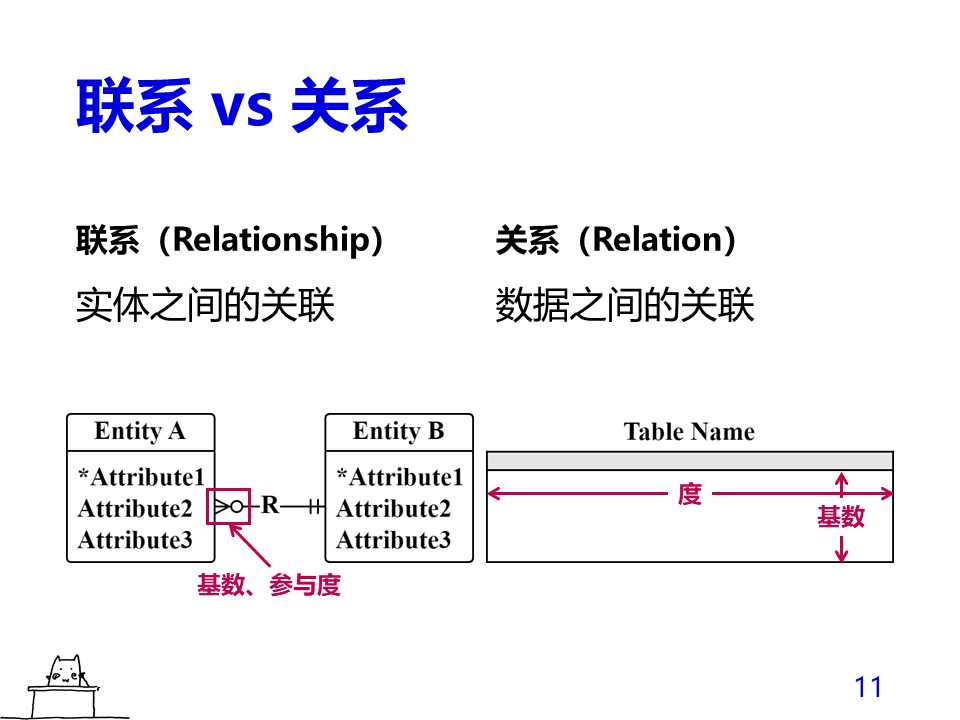 联系 vs 关系
联系（Relationship）
实体之间的关联
关系（Relation）
数据之间的关联
Entity A
*Attribute1
Attribute2
Attribute3
R
Entity B
*Attribute1
Attribute2
Attribute3
基数、参与度
Table Name
度
基数
11